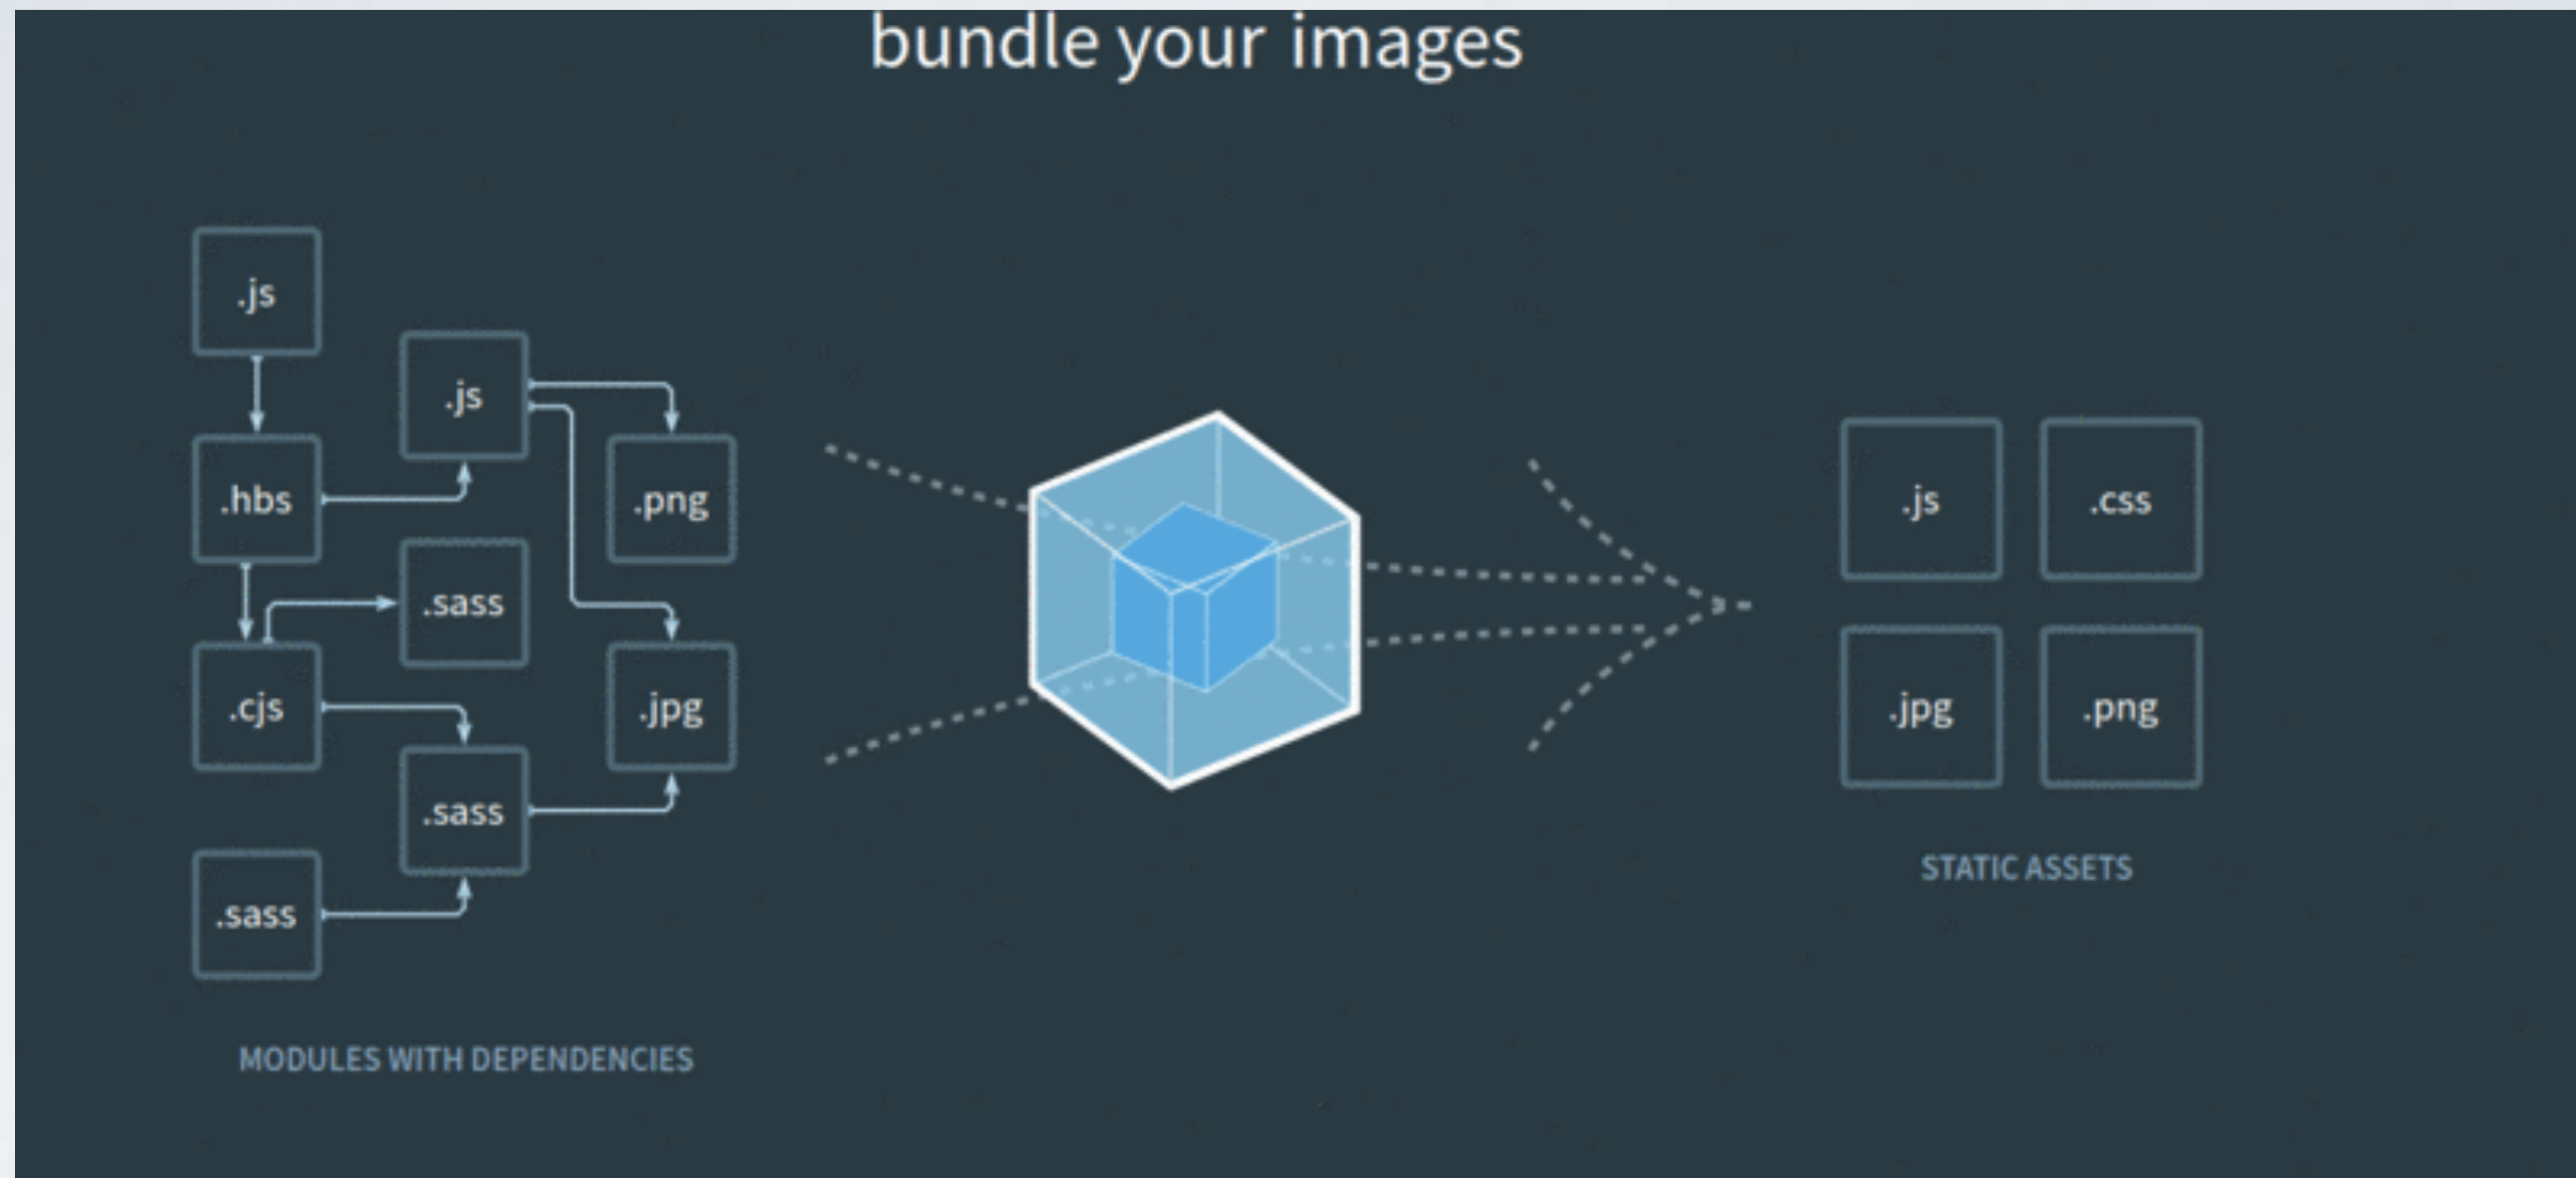 bundle your images
.js
.js
.hbs
.png
.sass
.cjs
.jpg
.sass
.sass
MODULES WITH DEPENDENCIES
.js
.css
.jpg
.png
STATIC ASSETS